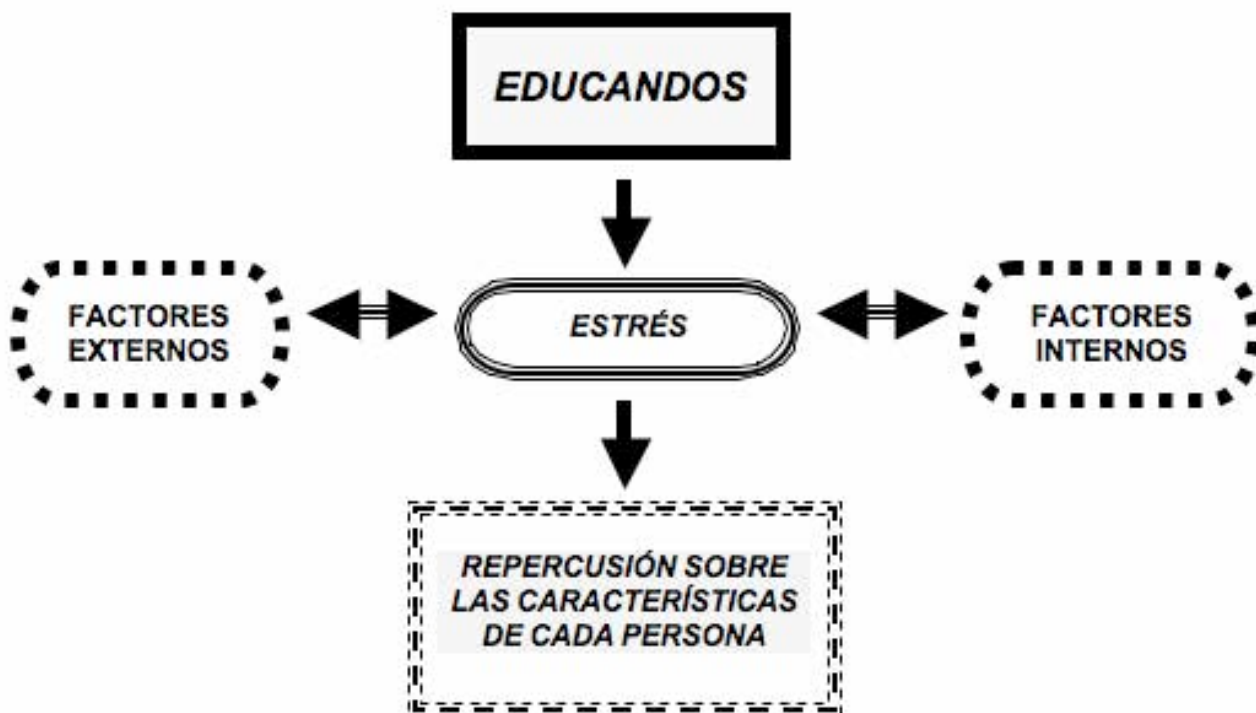 EDUCANDOS
FACTORES
EXTERNOS
ESTRÉS
FACTORES
INTERNOS
REPERCUSIÓN SOBRE
LAS CARACTERÍSTICAS
DE CADA PERSONA